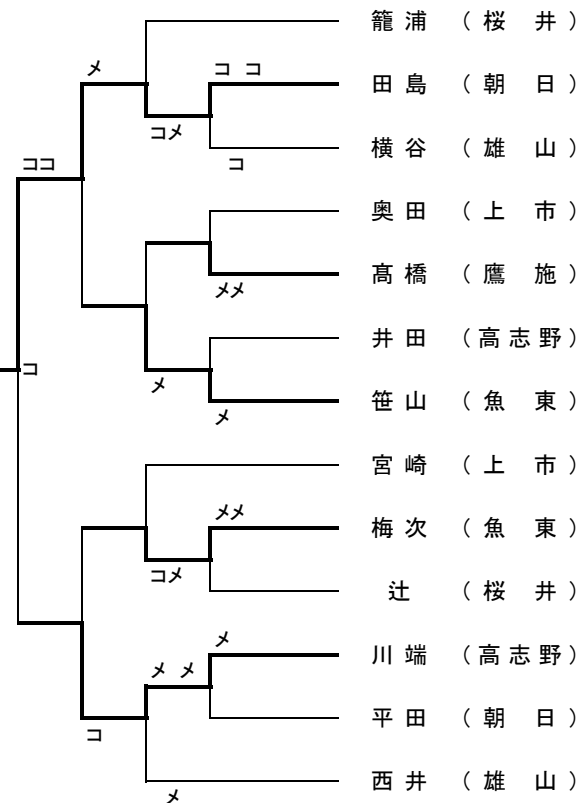 籠浦 (桜井)
メ
ココ
田島 (朝日)
コメ
横谷 (雄山)
ココ
コ
奥田 (上市)
髙橋 (鷹施)
メメ
井田 (高志野)
コ
メ
笹山 (魚東)
メ
宮崎 (上市)
メメ
梅次 (魚東)
コメ
辻 (桜井)
メ
川端 (高志野)
メメ
平田 (朝日)
コ
西井 (雄山)
メ